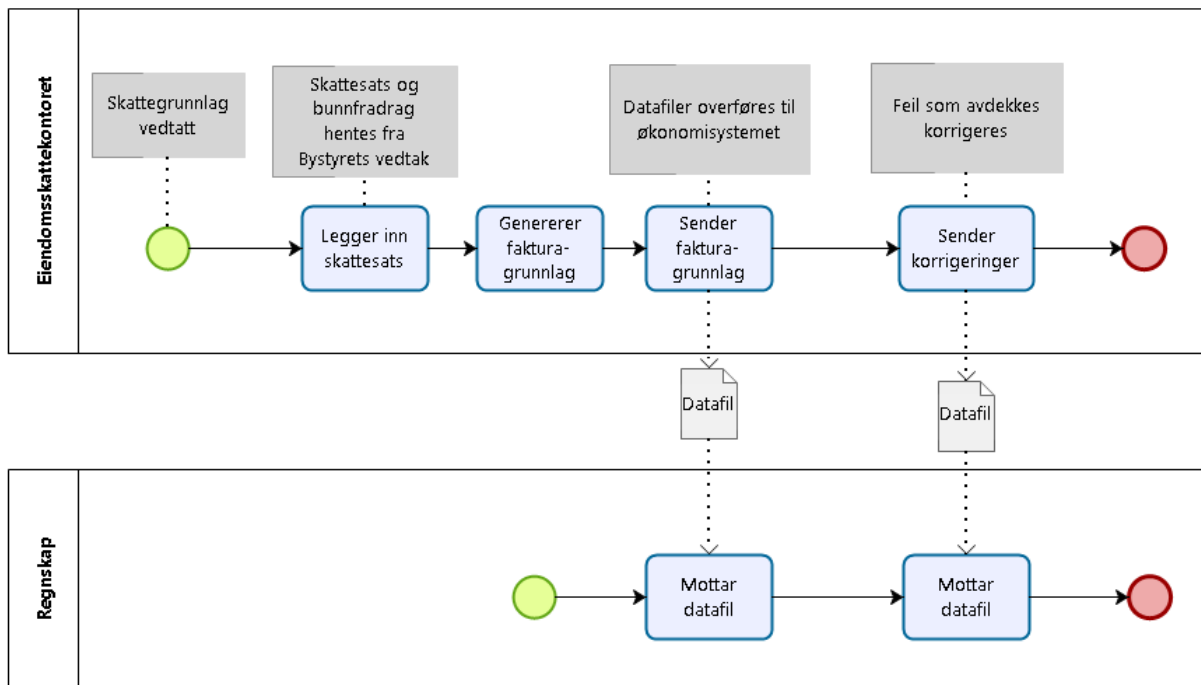 Eiendomsskattekontoret
Skattegrunnlag
vedtatt
Skattesats og
bunnfradrag
hentes fra
Bystyrets vedtak
Datafiler overføres til
økonomisystemet
Feil som avdekkes
korrigeres
Legger inn
skattesats
Genererer
faktura-
grunnlag
Sender
faktura-
grunnlag
Sender
korrigeringer
Datafil
Datafil
Regnskap
Mottar
datafil
Mottar
datafil